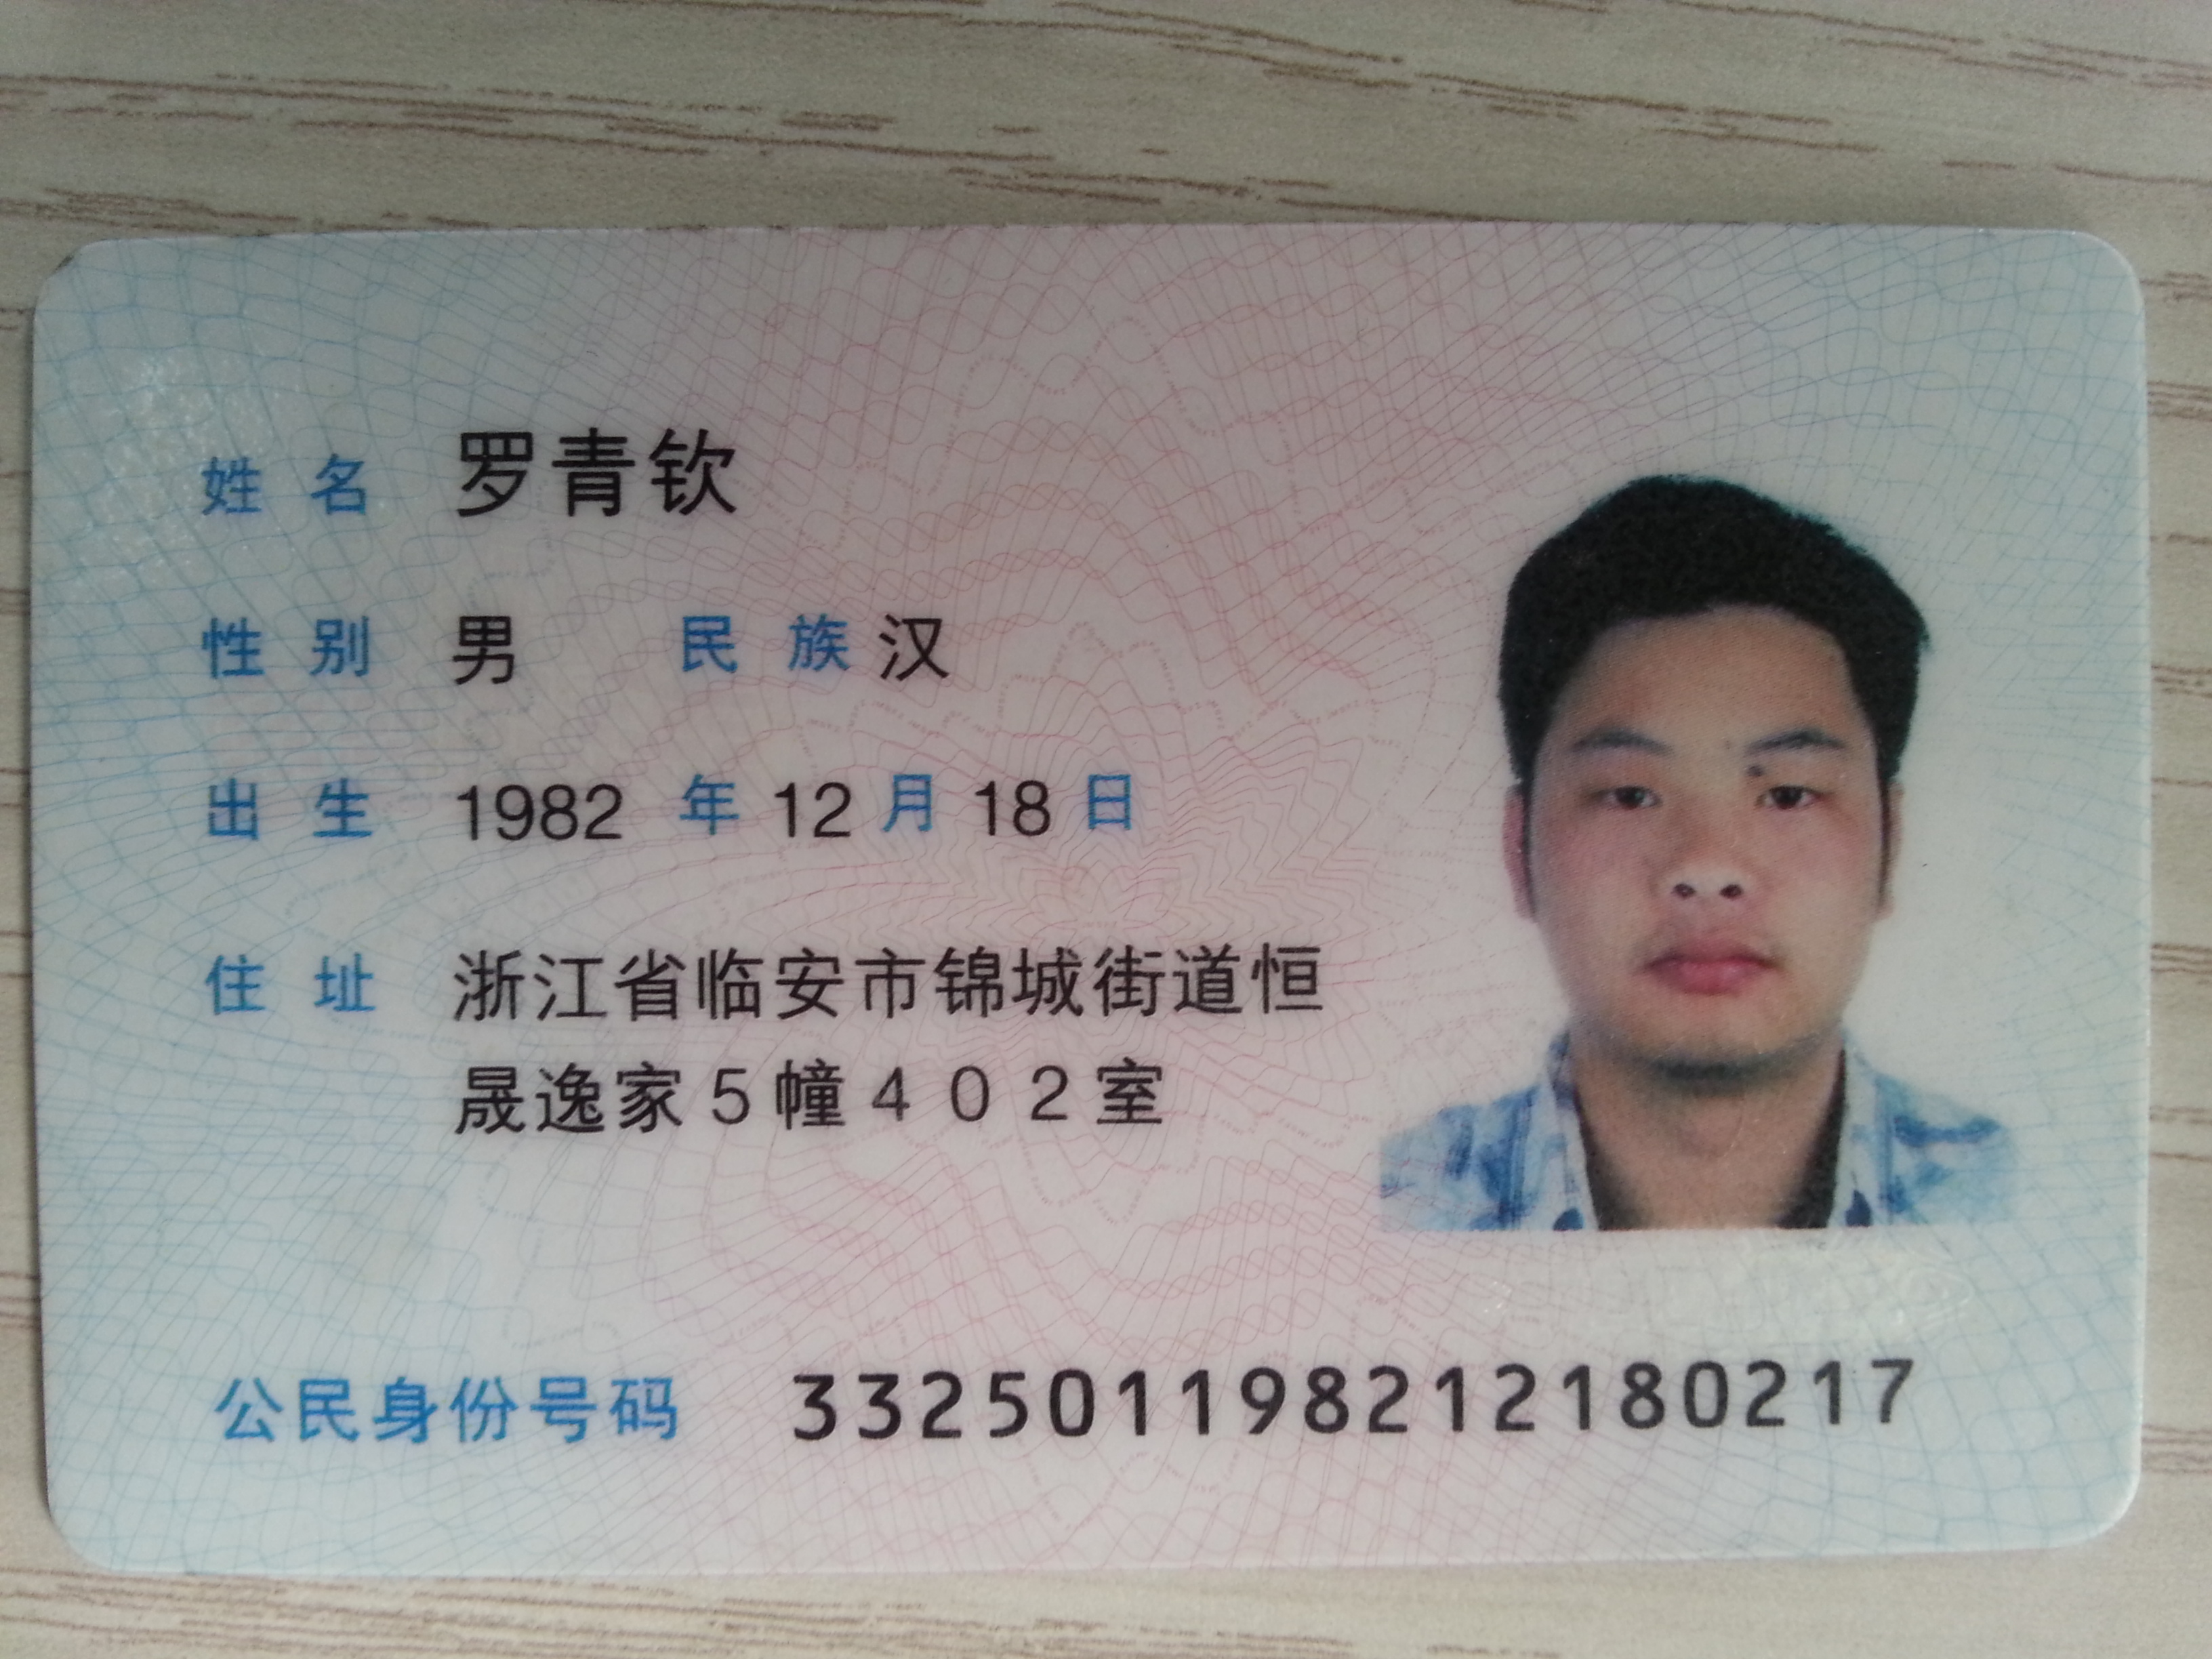 姓名 罗青钦
性别 男 民族 汉
出生 1982 年 12 月 18 日
住址 浙江省临安市锦城街道恒
晟逸家5幢402室
公民身份号码 332501198212180217